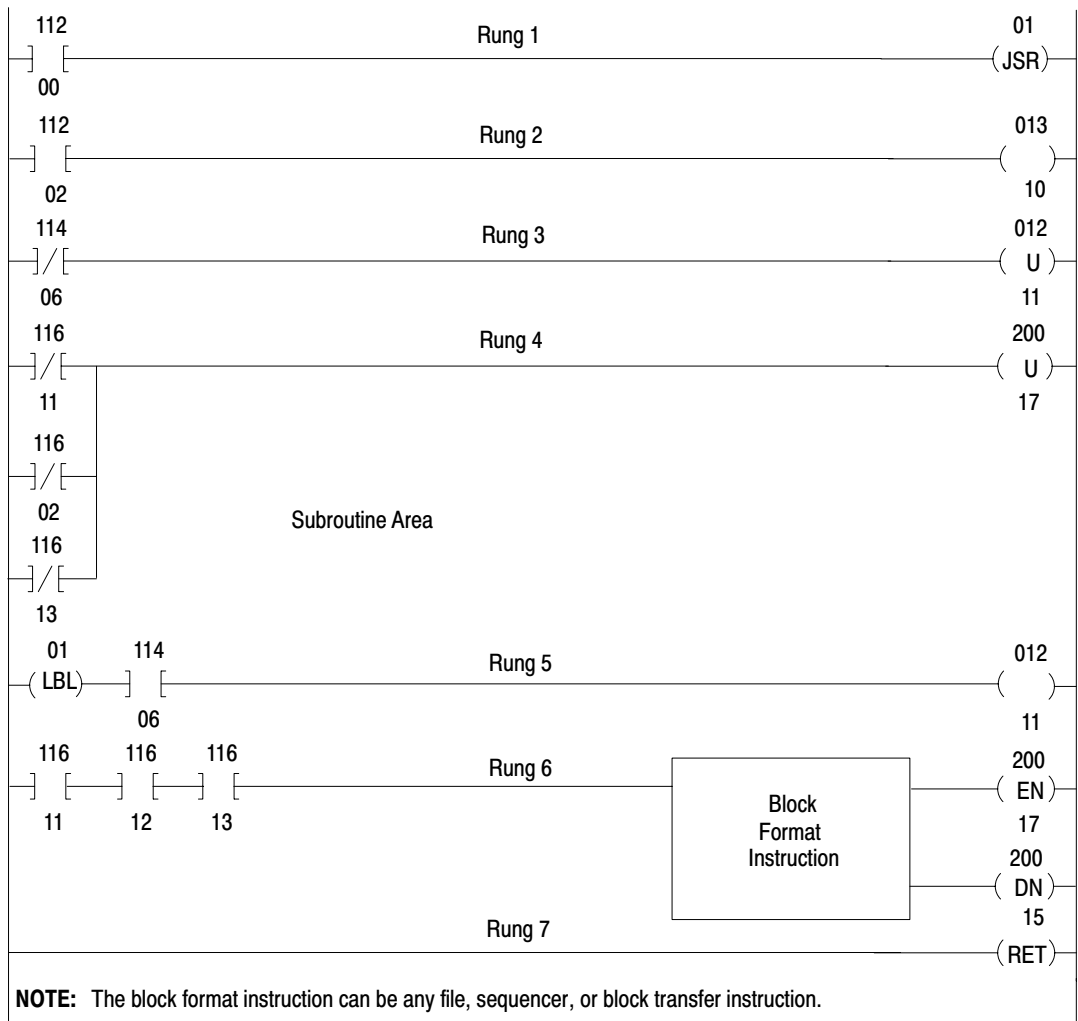 112 Rung 1 01
] [ (JSR)
00
112 Rung 2 013
] [ ( )
02 10
114 Rung 3 012
]/[ ( U )
06 11
116 Rung 4 200
]/[ ( U )
11 17
116
]/[
02
Subroutine Area
116
]/[
13
01 114 Rung 5 012
(LBL) ] [ ( )
06 11
116 116 116 Rung 6 200
] [ ] [ ] [ Block ( EN )
11 12 13 Format 17
Instruction 200
( DN )
Rung 7 15
(RET)
NOTE: The block format instruction can be any file, sequencer, or block transfer instruction.